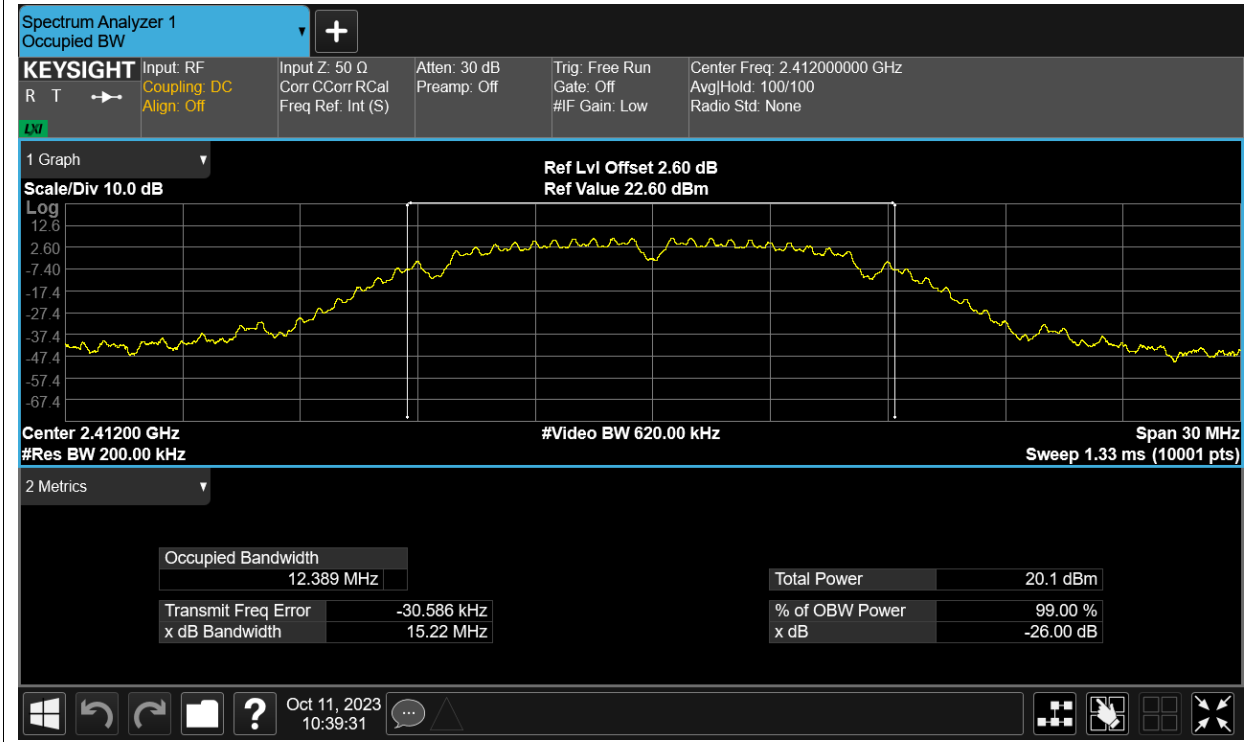 Spectrum Analyzer 1
Occupied BW
KEYSIGHT
R T
LXI
Input: RF
Coupling: DC
Align: Off
Input Z: 50 Ω
Corr CCorr RCal
Freq Ref: Int (S)
Atten: 30 dB
Preamp: Off
Trig: Free Run
Gate: Off
#IF Gain: Low
Center Freq: 2.412000000 GHz
Avg|Hold: 100/100
Radio Std: None
1 Graph
Scale/Div 10.0 dB
Ref Lvl Offset 2.60 dB
Ref Value 22.60 dBm
Log
12.6
2.60
-7.40
-17.4
-27.4
-37.4
-47.4
-57.4
-67.4
Center 2.41200 GHz
#Res BW 200.00 kHz
#Video BW 620.00 kHz
Span 30 MHz
Sweep 1.33 ms (10001 pts)
2 Metrics
Occupied Bandwidth
12.389 MHz
Transmit Freq Error -30.586 kHz
x dB Bandwidth 15.22 MHz
Total Power 20.1 dBm
% of OBW Power 99.00 %
x dB -26.00 dB
?
Oct 11, 2023
10:39:31